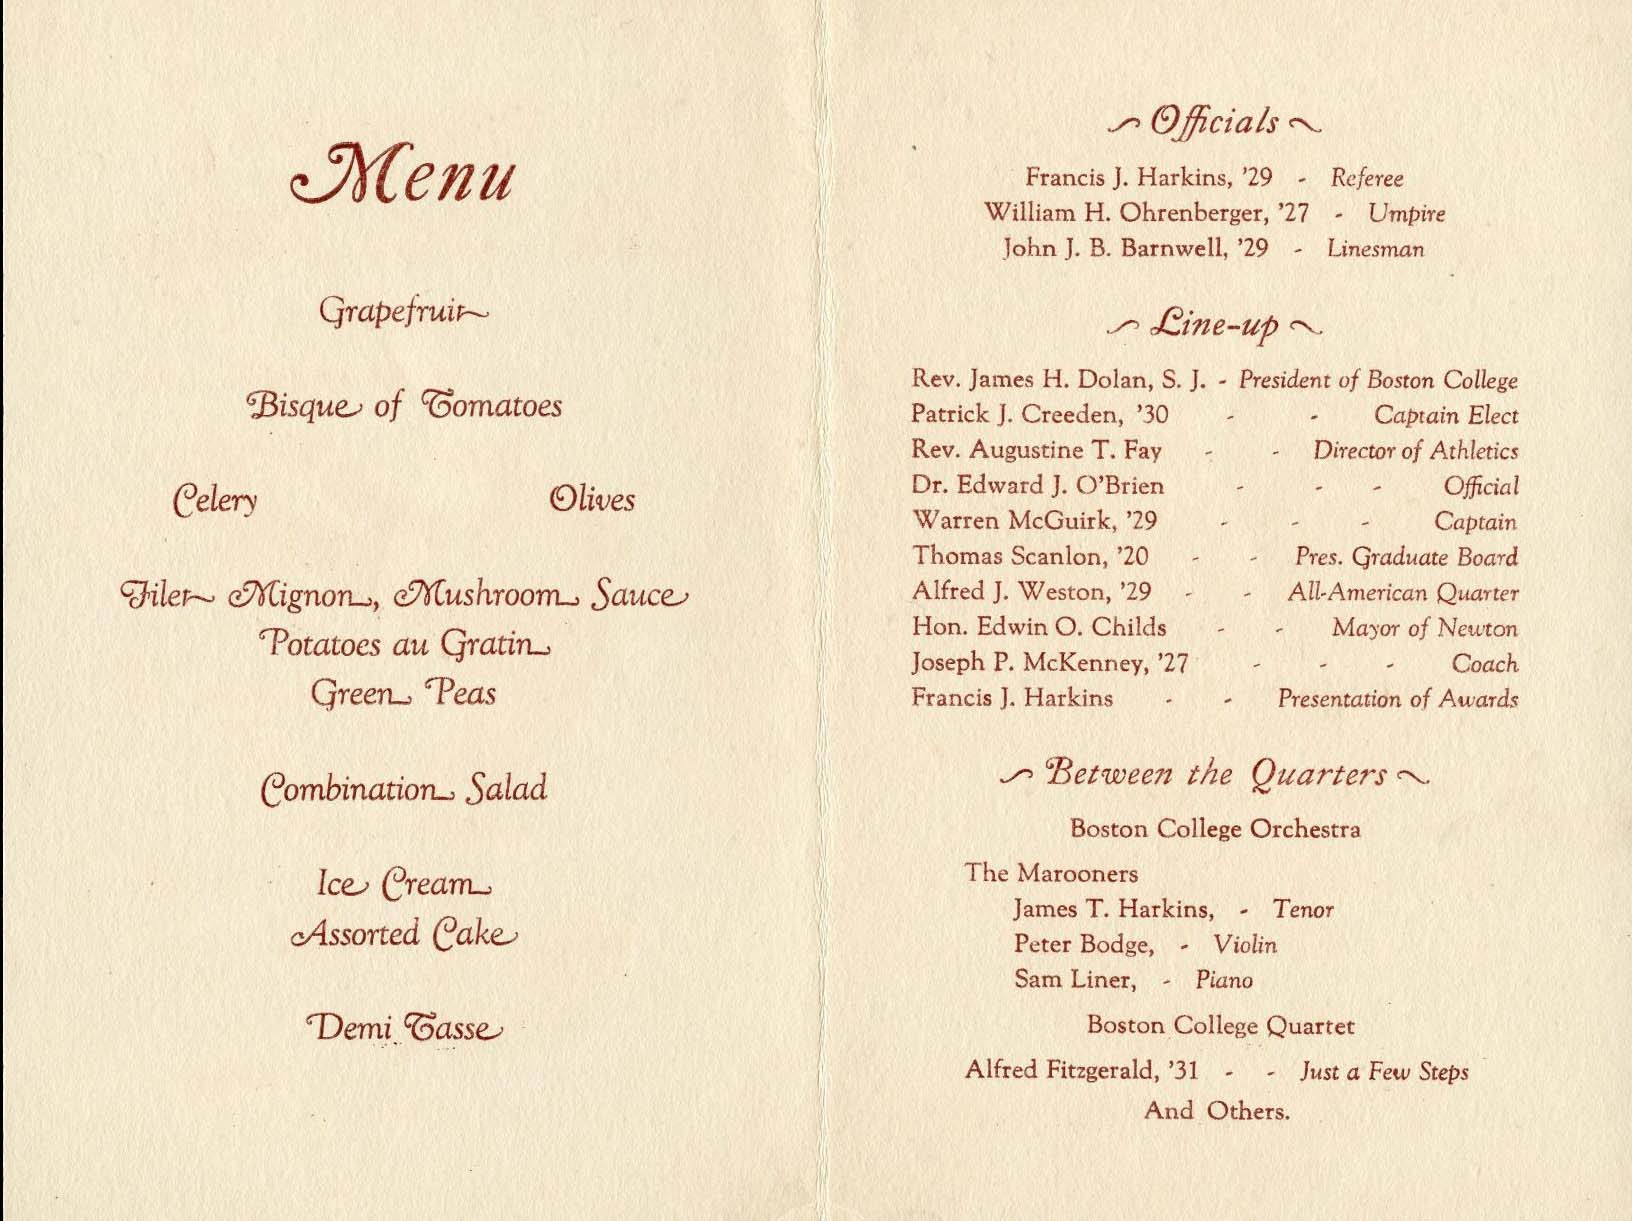 Menu
Grapefruit
Bisque of Tomatoes
Celery Olives
Filet Mignon, Mushroom Sauce
Potatoes au Gratin
Green Peas
Combination Salad
Ice Cream
Assorted Cake
Demi Tasse
Officials
Francis J. Harkins, '29 - Referee
William H. Ohrenberger, '27 - Umpire
John J. B. Barnwell, '29 - Linesman
Line-up
Rev. James H. Dolan, S. J. - President of Boston College
Patrick J. Creeden, '30 - - Captain Elect
Rev. Augustine T. Fay - - Director of Athletics
Dr. Edward J. O'Brien - - - Official
Warren McGuirk, '29 - - - Captain
Thomas Scanlon, '20 - - Pres. Graduate Board
Alfred J. Weston, '29 - - All-American Quarter
Hon. Edwin O. Childs - - Mayor of Newton
Joseph P. McKenney, '27 - - - Coach
Francis J. Harkins - - Presentation of Awards
Between the Quarters
Boston College Orchestra
The Marooners
James T. Harkins, - Tenor
Peter Bodge, - Violin
Sam Liner, - Piano
Boston College Quartet
Alfred Fitzgerald, '31 - - Just a Few Steps
And Others.